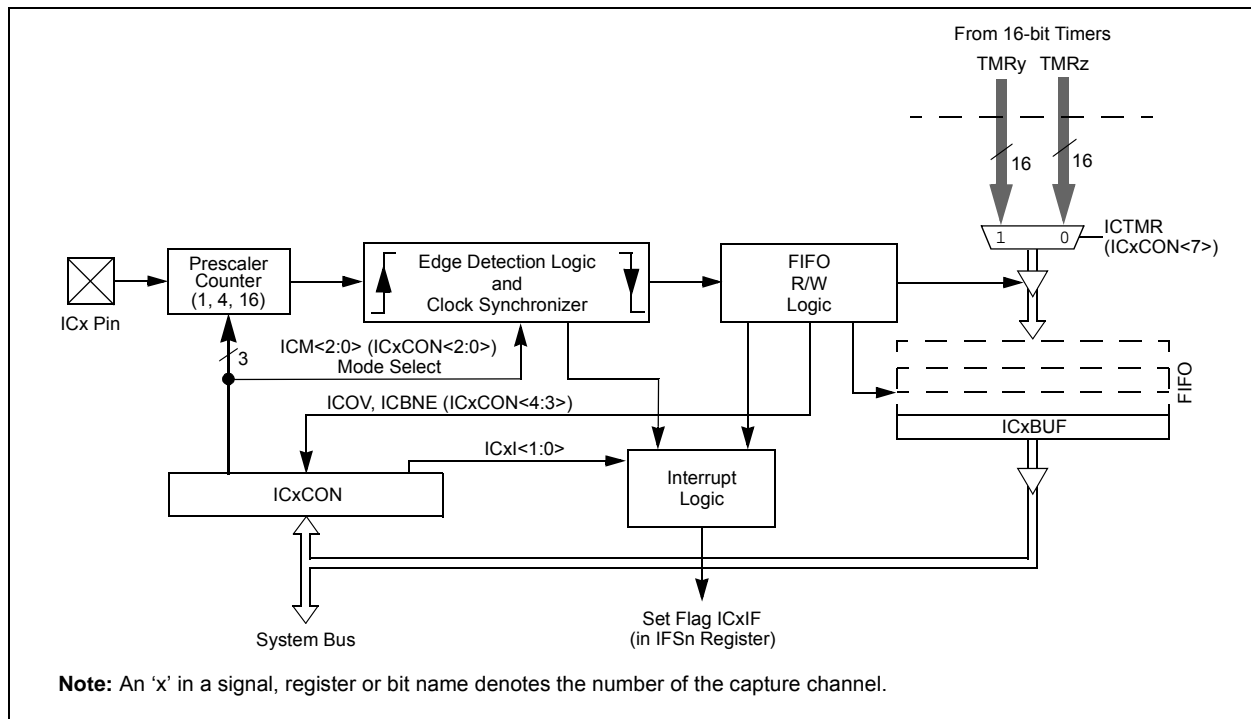 From 16-bit Timers
TMRy TMRz
16 16
1 0
ICTMR
(ICxCON<7>)
ICx Pin
Prescaler
Counter
(1, 4, 16)
Edge Detection Logic
and
Clock Synchronizer
FIFO
R/W
Logic
3
ICM<2:0> (ICxCON<2:0>)
Mode Select
FIFO
ICOV, ICBNE (ICxCON<4:3>)
ICxBUF
ICxI<1:0>
ICxCON
Interrupt
Logic
System Bus
Set Flag ICxIF
(in IFSn Register)
Note: An ‘x’ in a signal, register or bit name denotes the number of the capture channel.